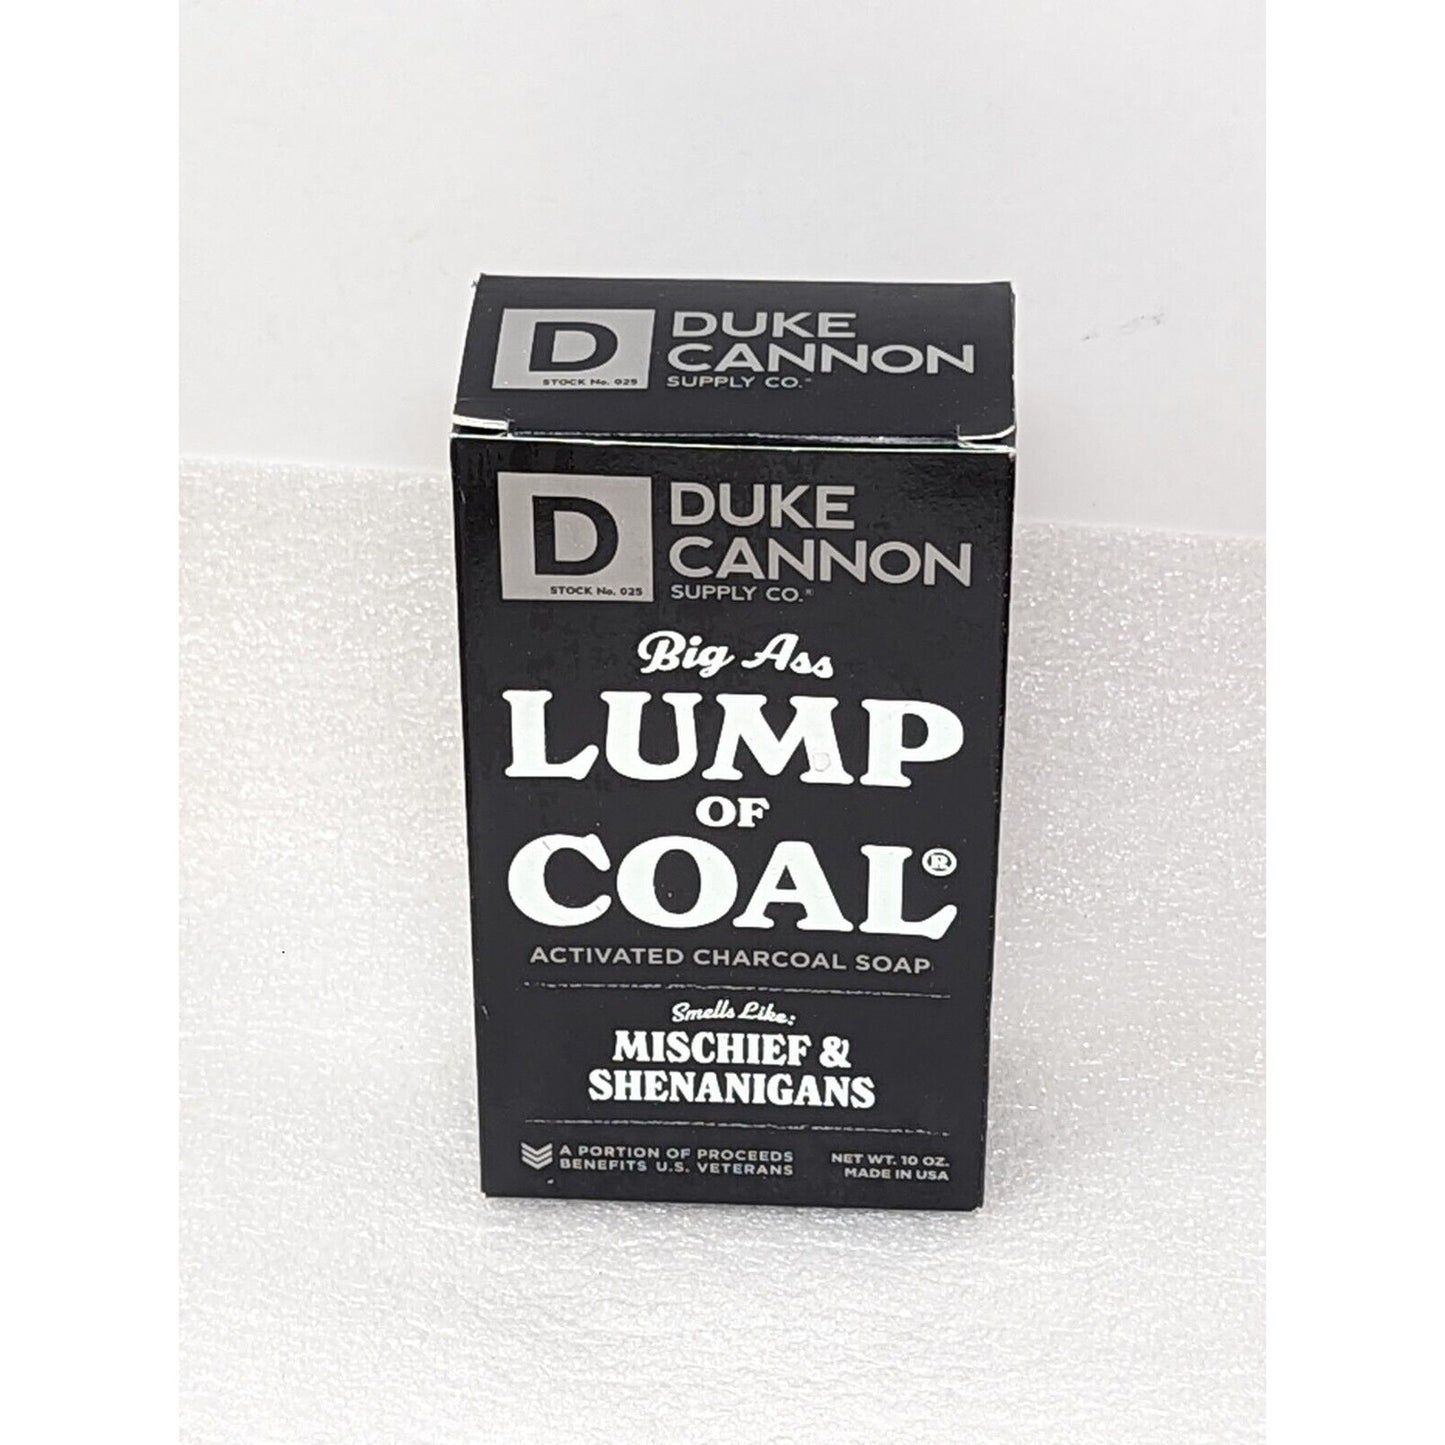 D
STOCK No. 025
DUKE
CANNON
SUPPLY CO.
D
STOCK No. 025
DUKE
CANNON
SUPPLY CO.®
Big Ass
LUMP
OF
COAL®
ACTIVATED CHARCOAL SOAP
Smells Like:
MISCHIEF &
SHENANIGANS
A PORTION OF PROCEEDS
BENEFITS U.S. VETERANS
NET WT. 10 OZ.
MADE IN USA